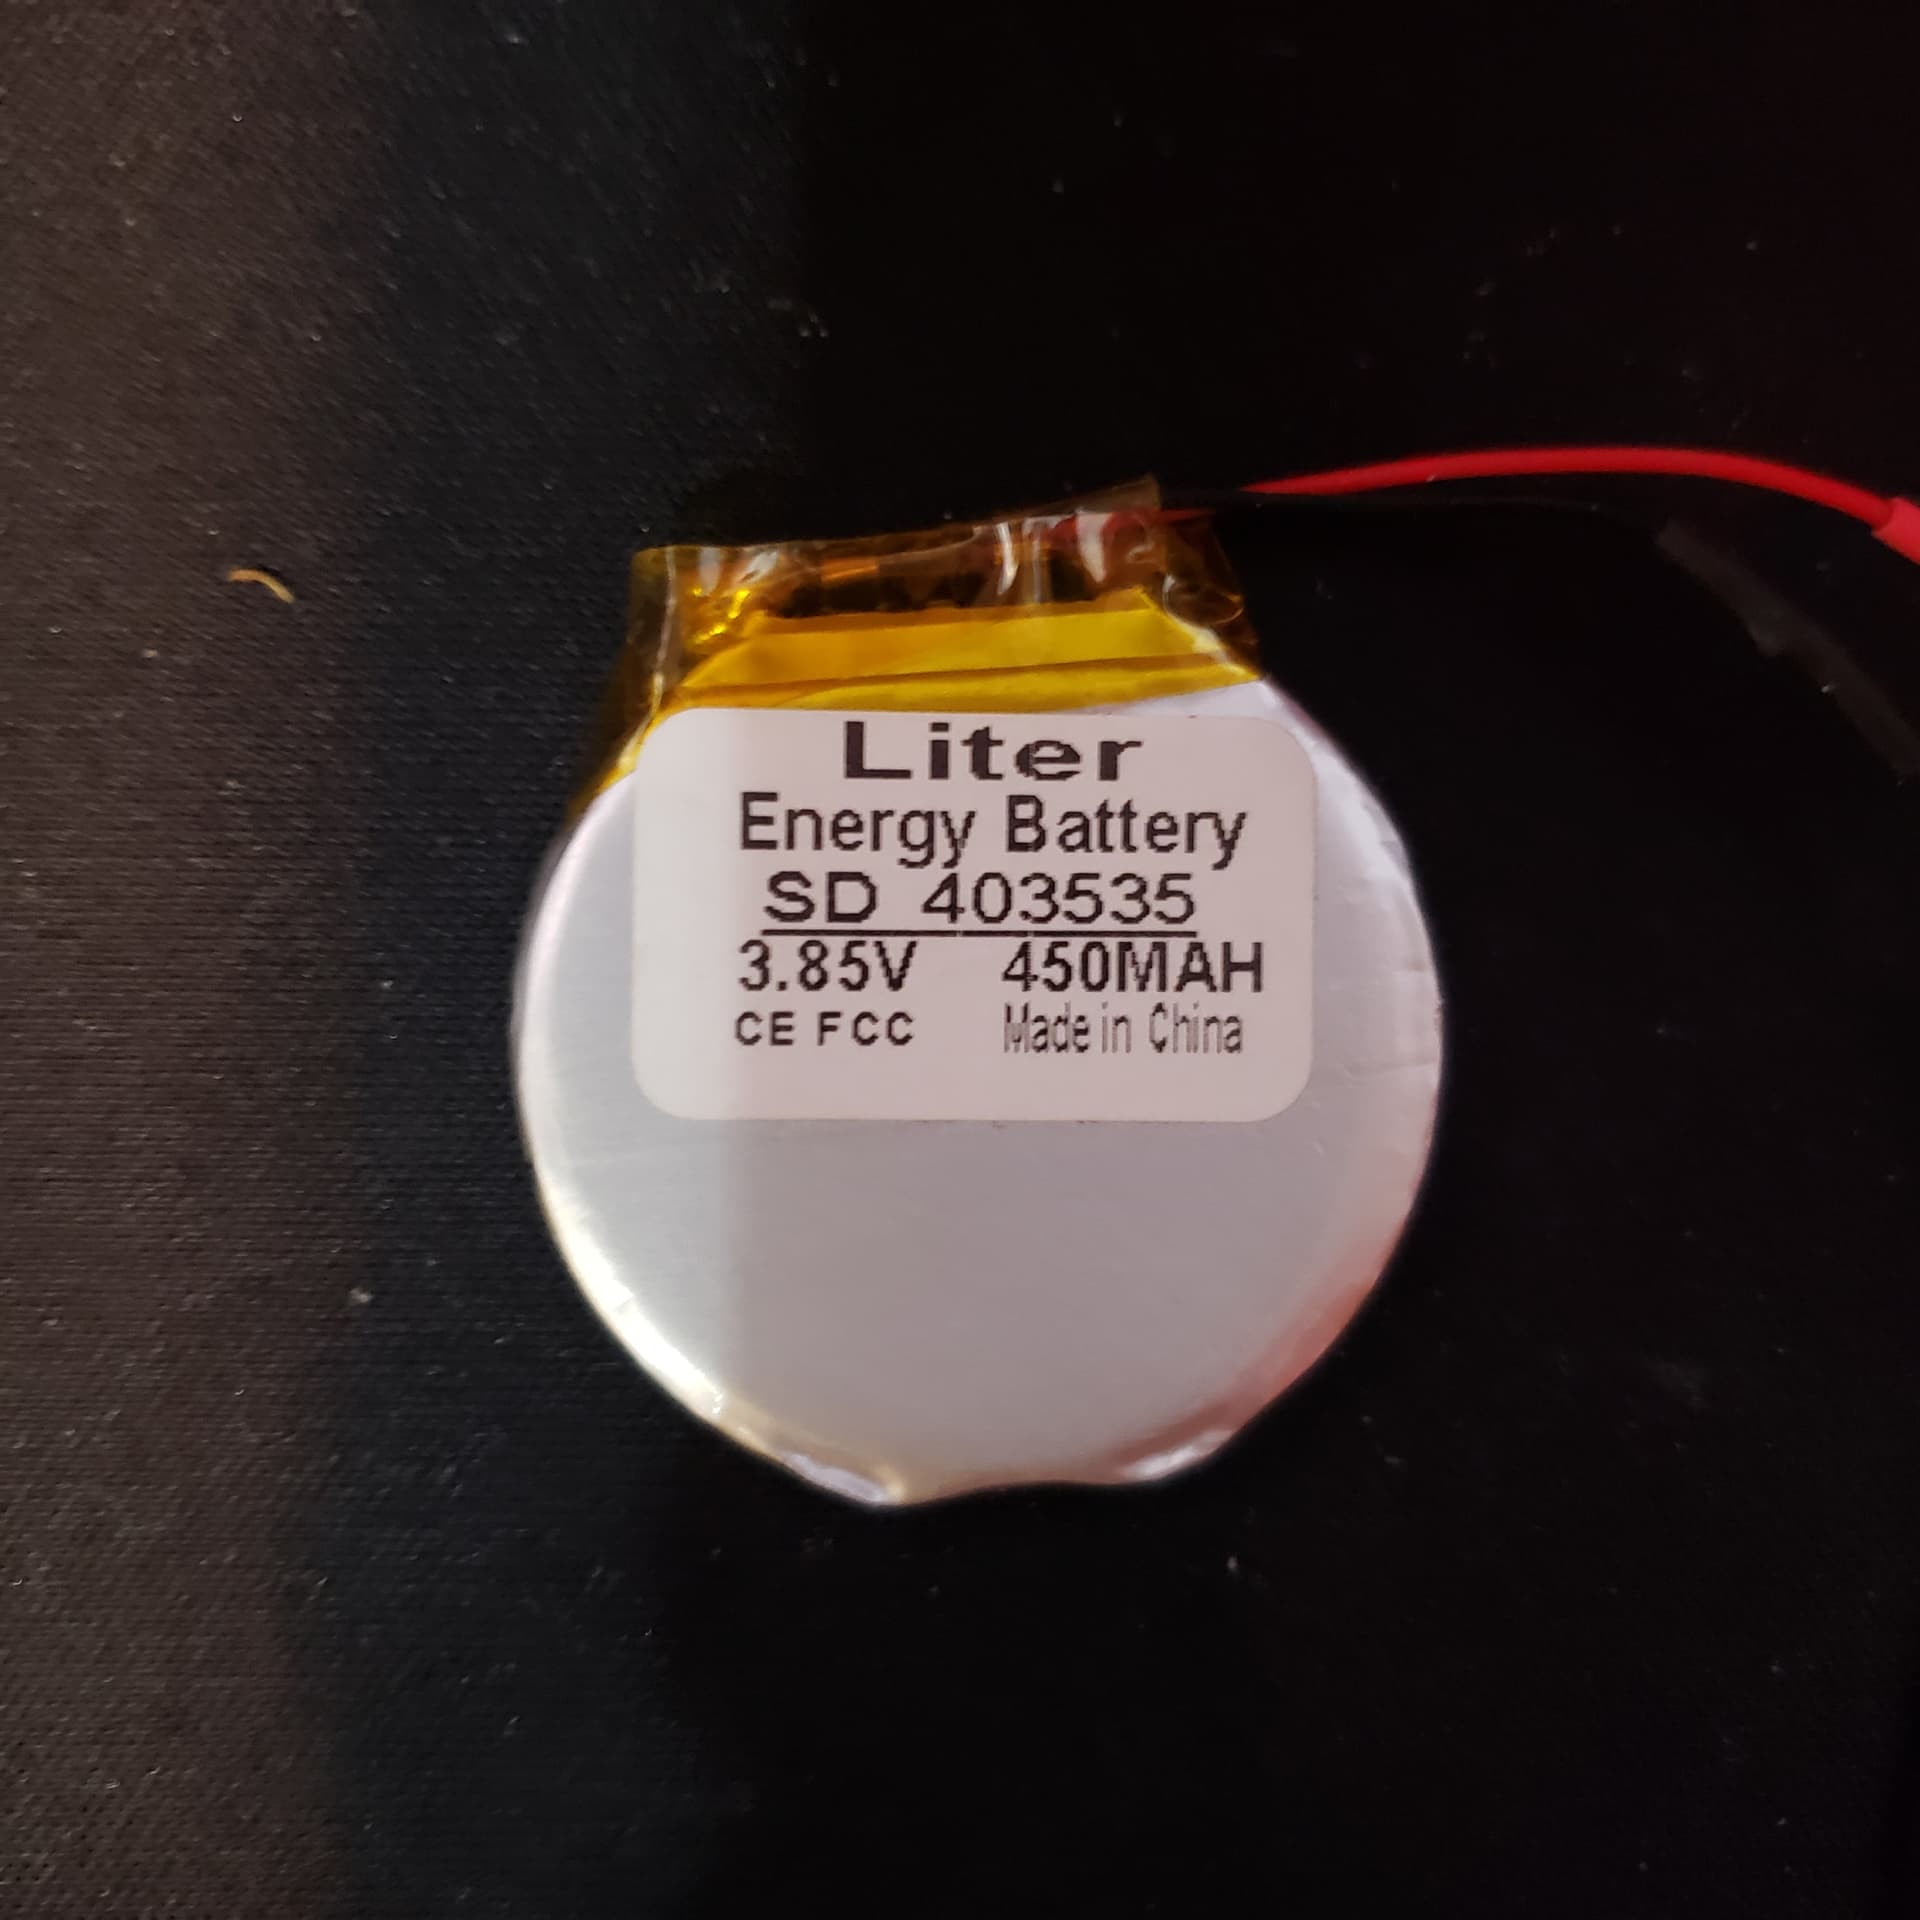 Liter
Energy Battery
SD 403535
3.85V 450MAH
CE FCC Made in China